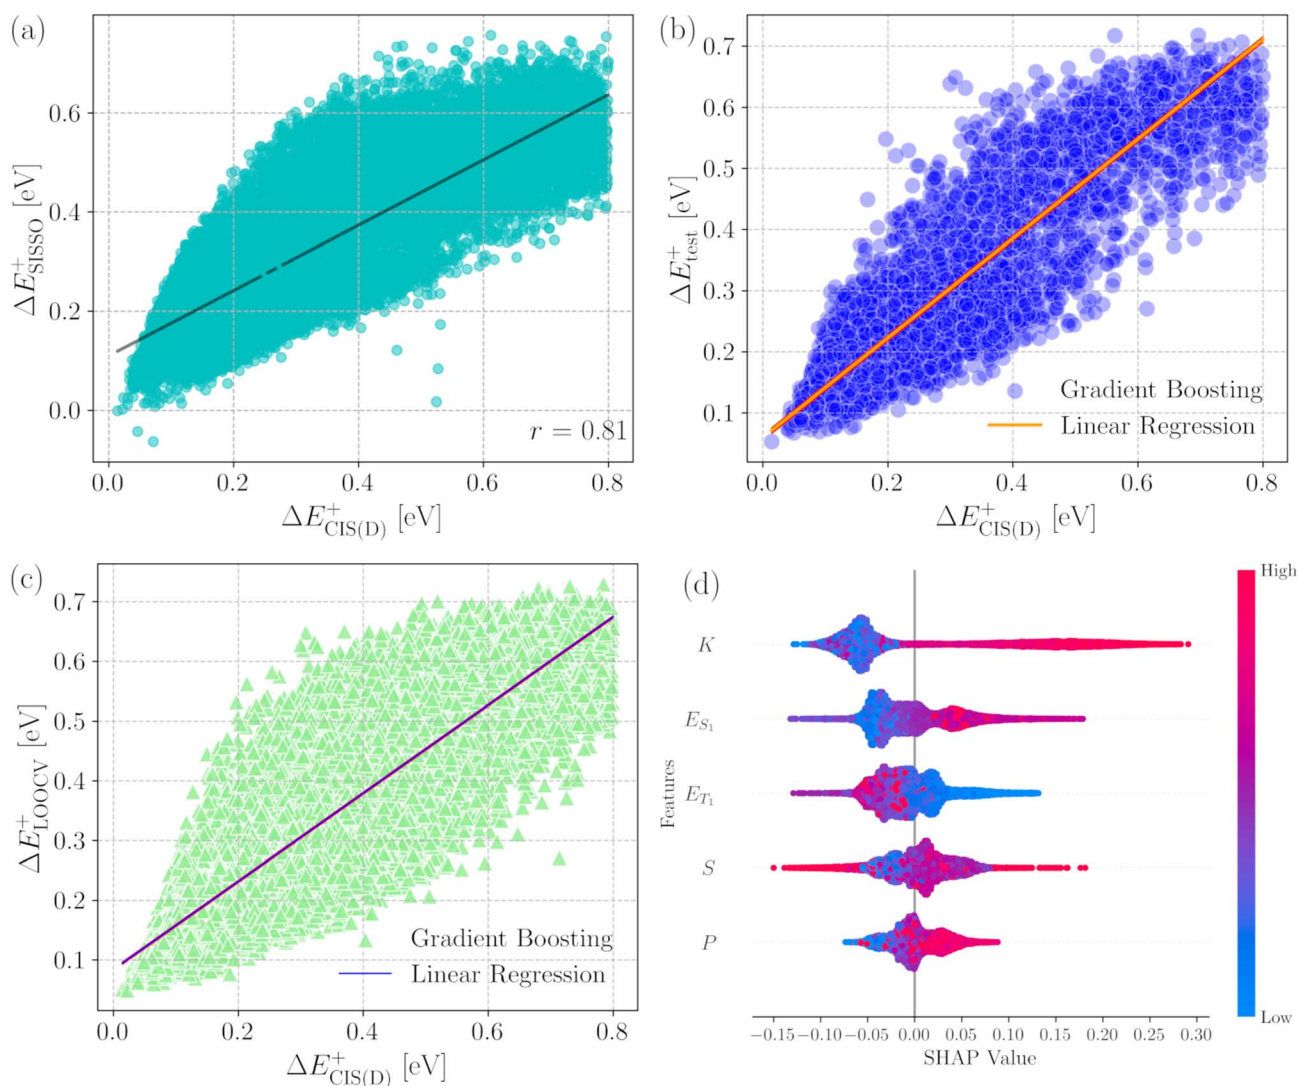 (a)
ΔE⁺SISSO [eV]
0.6
0.4
0.2
0.0
r = 0.81
0.0 0.2 0.4 0.6 0.8
ΔE⁺CIS(D) [eV]
(b)
ΔE⁺test [eV]
0.7
0.6
0.5
0.4
0.3
0.2
0.1
Gradient Boosting
Linear Regression
0.0 0.2 0.4 0.6 0.8
ΔE⁺CIS(D) [eV]
(c)
ΔE⁺LOOCV [eV]
0.7
0.6
0.5
0.4
0.3
0.2
0.1
Gradient Boosting
Linear Regression
0.0 0.2 0.4 0.6 0.8
ΔE⁺CIS(D) [eV]
(d)
High
K
E_S₁
E_T₁
S
P
Features
Low
−0.15 −0.10 −0.05 0.00 0.05 0.10 0.15 0.20 0.25 0.30
SHAP Value